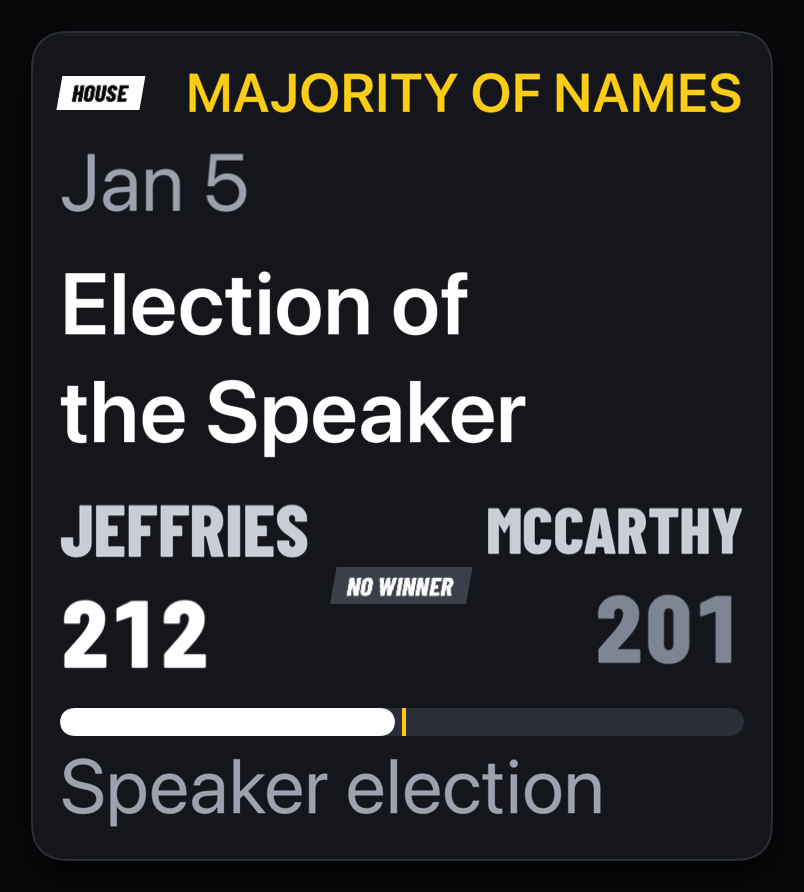 HOUSE MAJORITY OF NAMES
Jan 5
Election of
the Speaker
JEFFRIES MCCARTHY
NO WINNER
212 201
Speaker election